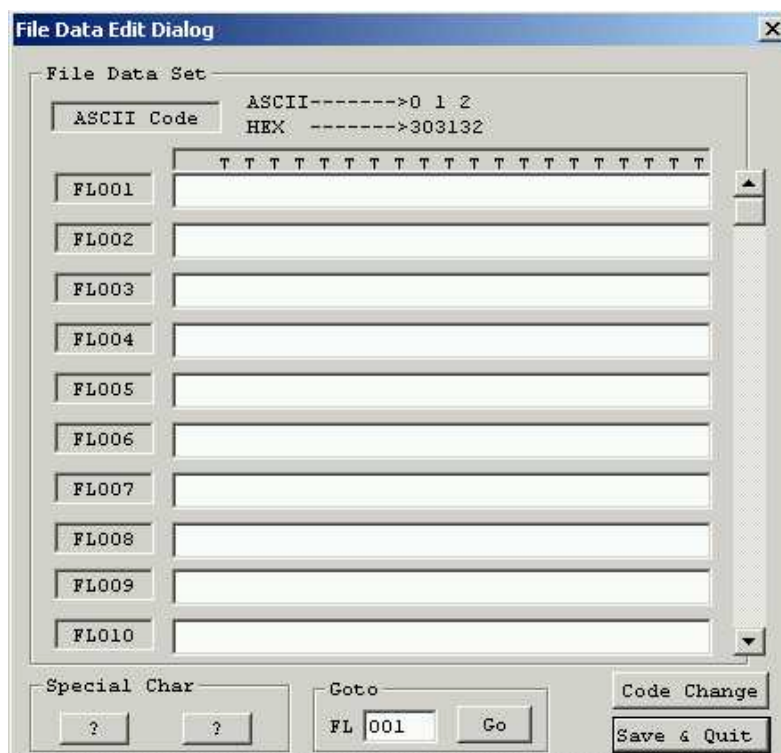 File Data Edit Dialog
File Data Set
ASCII Code
ASCII------->0 1 2
HEX ------->303132
T T T T T T T T T T T T T T T T T T T T
FL001
FL002
FL003
FL004
FL005
FL006
FL007
FL008
FL009
FL010
Special Char
? ?
Goto
FL 001 Go
Code Change
Save & Quit